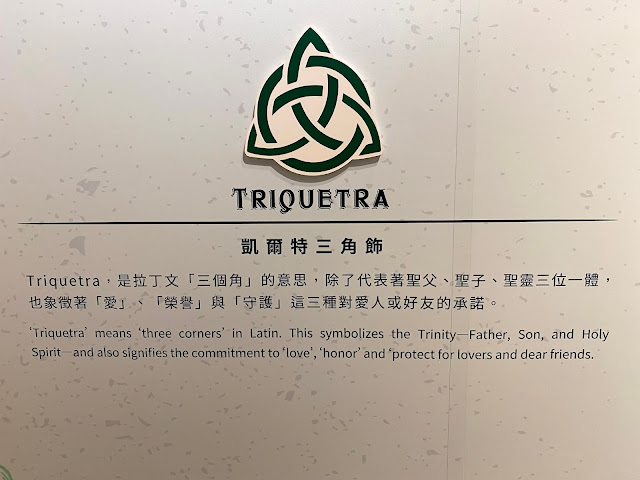 TRIQUETRA
凱爾特三角飾
Triquetra，是拉丁文「三個角」的意思，除了代表著聖父、聖子、聖靈三位一體，
也象徵著「愛」、「榮譽」與「守護」這三種對愛人或好友的承諾。
‘Triquetra’ means ‘three corners’ in Latin. This symbolizes the Trinity—Father, Son, and Holy
Spirit—and also signifies the commitment to ‘love’, ‘honor’ and ‘protect for lovers and dear friends.